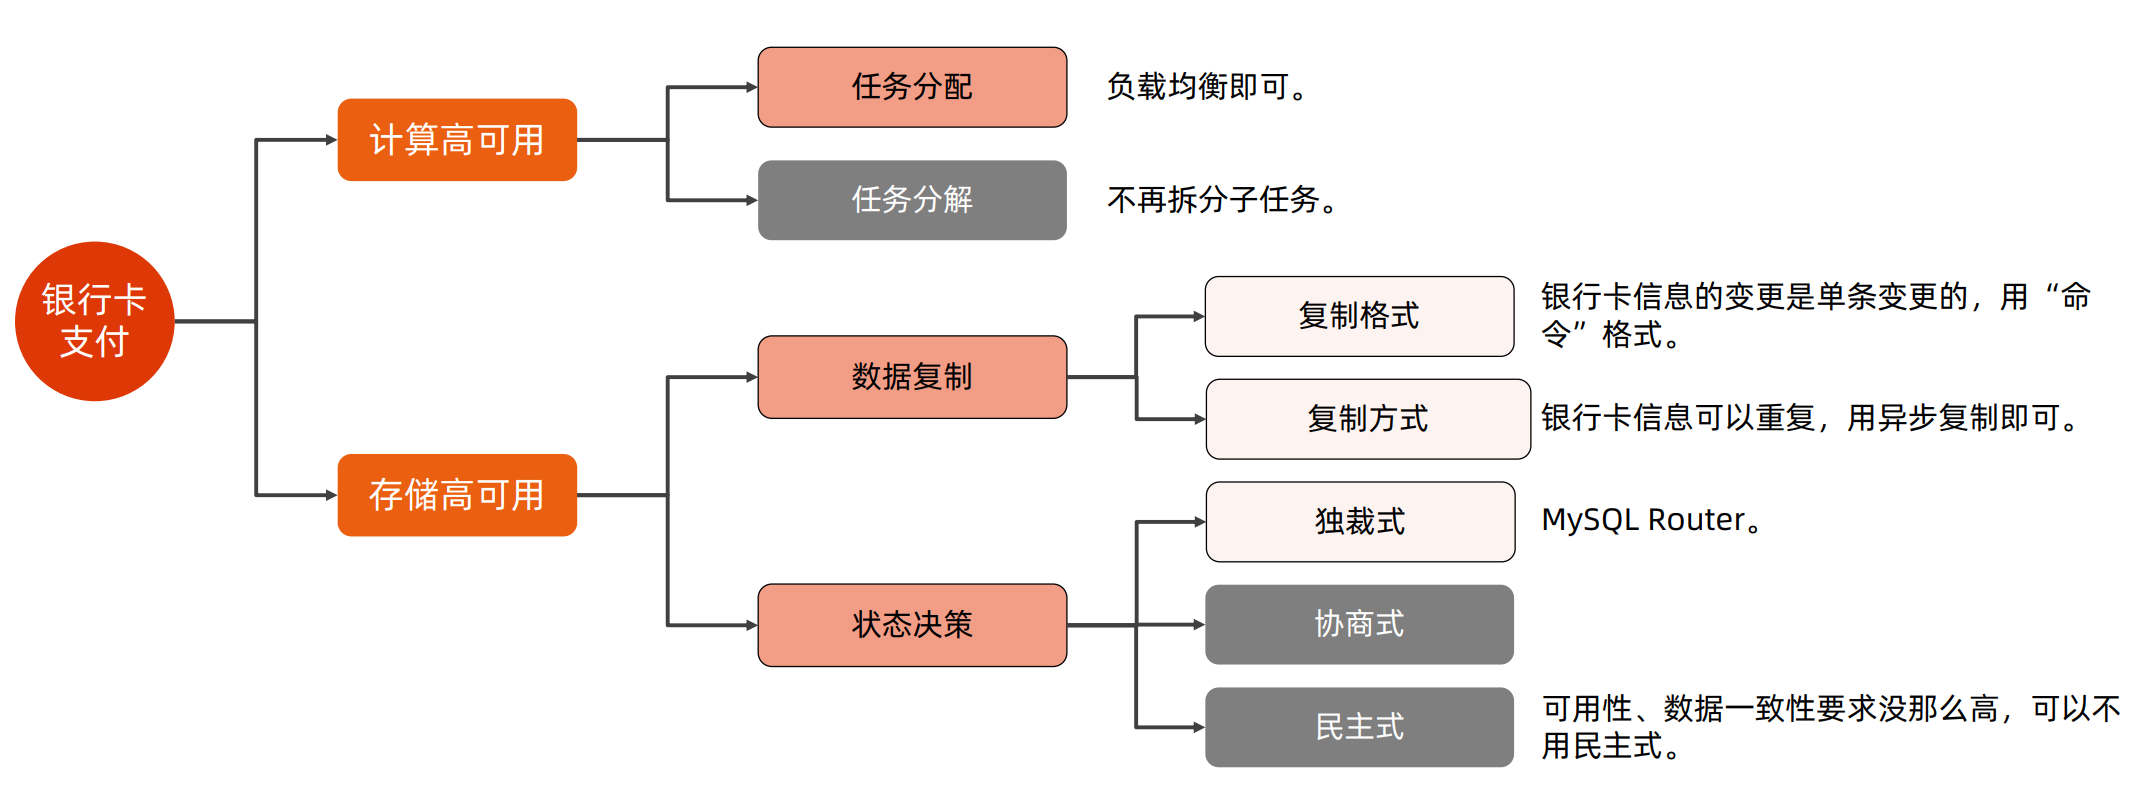 银行卡
支付
计算高可用
任务分配
负载均衡即可。
任务分解
不再拆分子任务。
存储高可用
数据复制
复制格式
银行卡信息的变更是单条变更的，用“命
令”格式。
复制方式
银行卡信息可以重复，用异步复制即可。
状态决策
独裁式
MySQL Router。
协商式
民主式
可用性、数据一致性要求没那么高，可以不
用民主式。